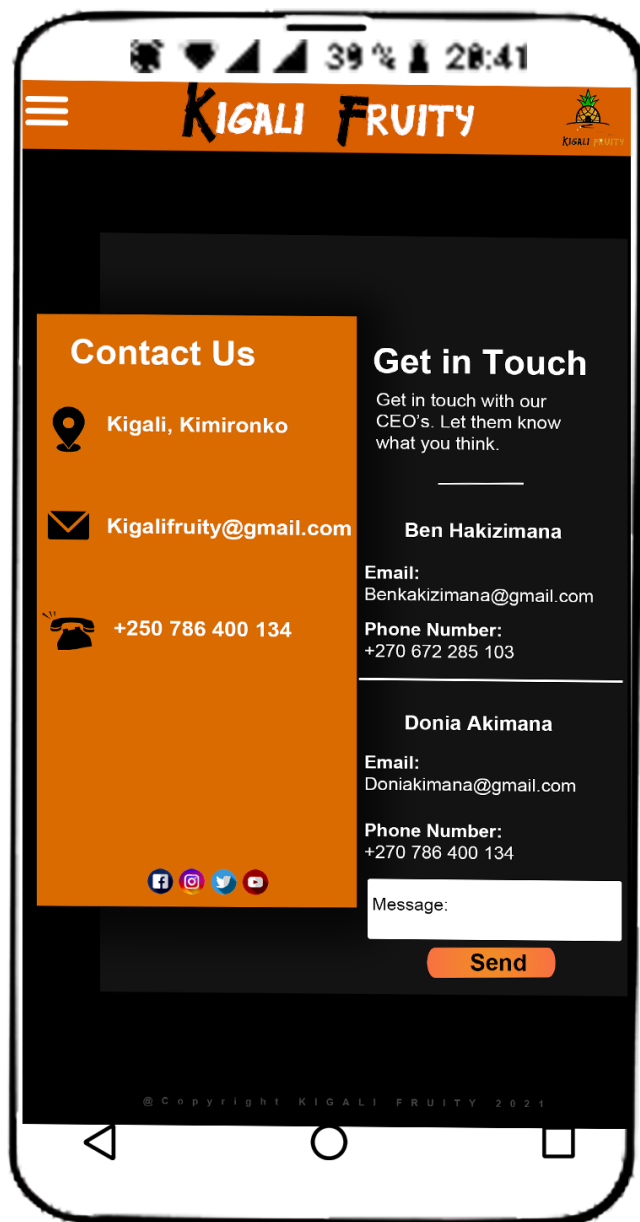 39 % 20:41
KIGALI FRUITY
KIGALI FRUITY
Contact Us
Kigali, Kimironko
Kigalifruity@gmail.com
+250 786 400 134
Get in Touch
Get in touch with our
CEO’s. Let them know
what you think.
Ben Hakizimana
Email:
Benkakizimana@gmail.com
Phone Number:
+270 672 285 103
Donia Akimana
Email:
Doniakimana@gmail.com
Phone Number:
+270 786 400 134
Message:
Send
@Copyright KIGALI FRUITY 2021